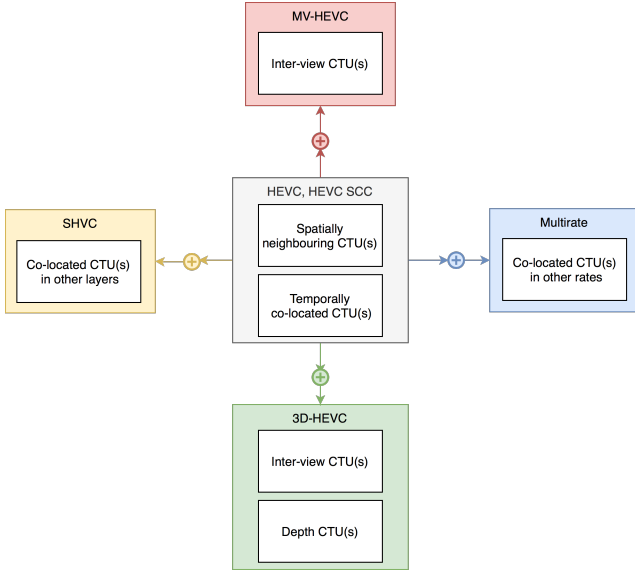 MV-HEVC
Inter-view CTU(s)
HEVC, HEVC SCC
Spatially
neighbouring CTU(s)
Temporally
co-located CTU(s)
SHVC
Co-located CTU(s)
in other layers
Multirate
Co-located CTU(s)
in other rates
3D-HEVC
Inter-view CTU(s)
Depth CTU(s)